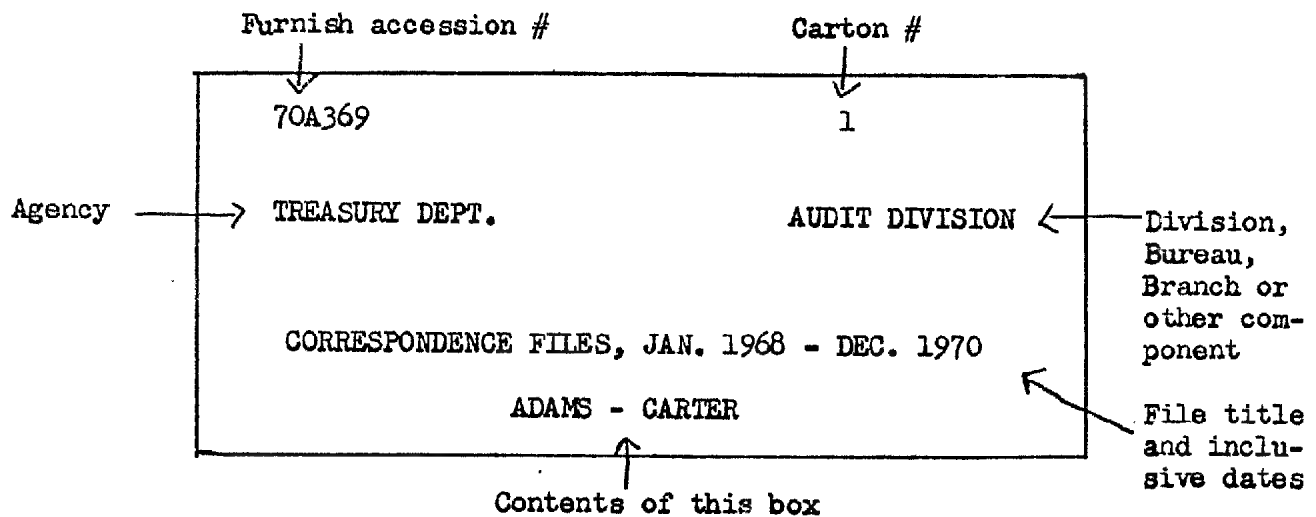 Furnish accession # Carton #
70A369 1
Agency TREASURY DEPT. AUDIT DIVISION Division,
Bureau,
Branch or
other com-
ponent
CORRESPONDENCE FILES, JAN. 1968 - DEC. 1970
ADAMS - CARTER
File title
and inclu-
sive dates
Contents of this box